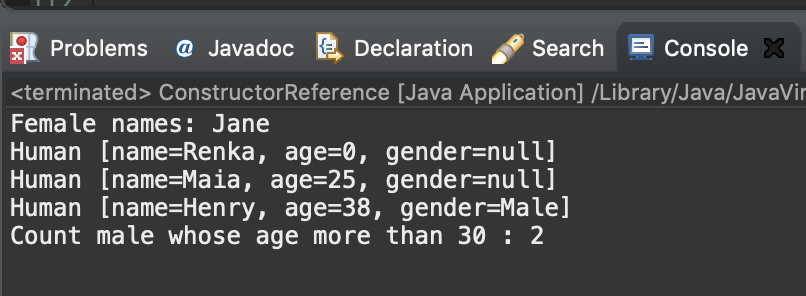 Problems @ Javadoc Declaration Search Console
<terminated> ConstructorReference [Java Application] /Library/Java/JavaVir
Female names: Jane
Human [name=Renka, age=0, gender=null]
Human [name=Maia, age=25, gender=null]
Human [name=Henry, age=38, gender=Male]
Count male whose age more than 30 : 2